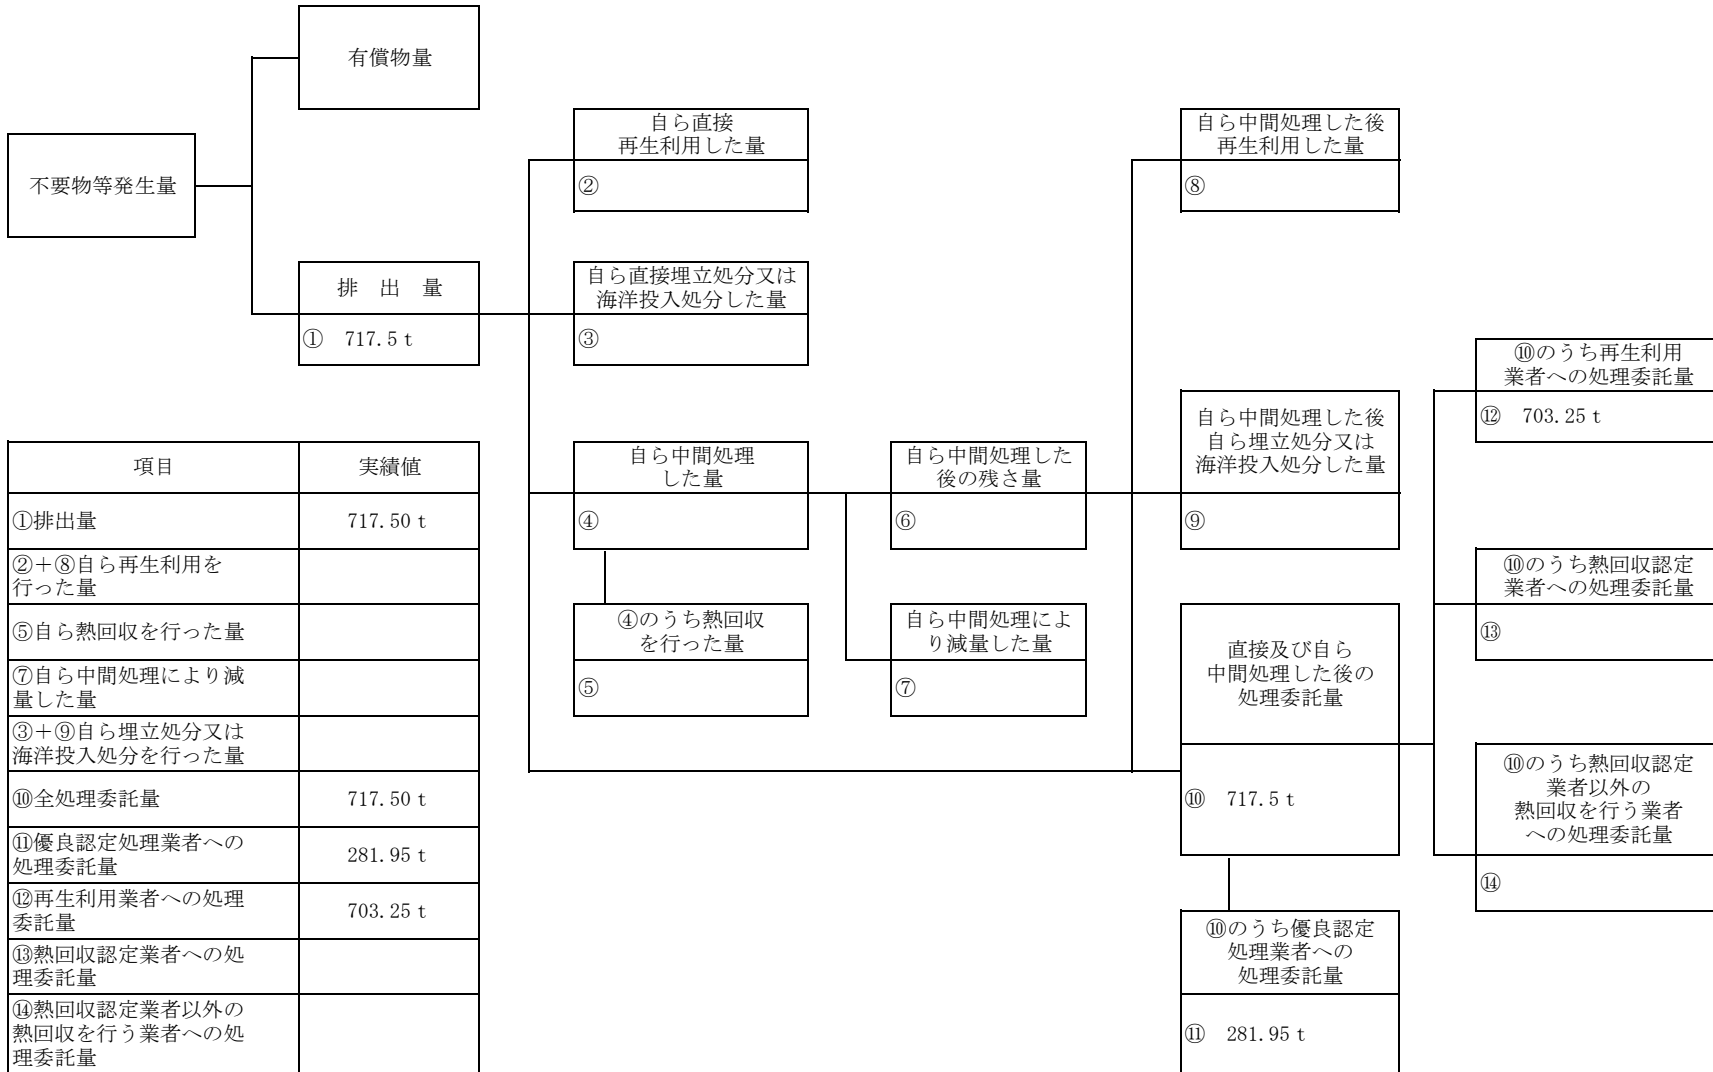 有償物量
不要物等発生量
排　出　量
①　717.5 t
自ら直接
再生利用した量
②
自ら直接埋立処分又は
海洋投入処分した量
③
自ら中間処理
した量
④
④のうち熱回収
を行った量
⑤
自ら中間処理した
後の残さ量
⑥
自ら中間処理によ
り減量した量
⑦
自ら中間処理した後
再生利用した量
⑧
自ら中間処理した後
自ら埋立処分又は
海洋投入処分した量
⑨
直接及び自ら
中間処理した後の
処理委託量
⑩　717.5 t
⑩のうち優良認定
処理業者への
処理委託量
⑪　281.95 t
⑩のうち再生利用
業者への処理委託量
⑫　703.25 t
⑩のうち熱回収認定
業者への処理委託量
⑬
⑩のうち熱回収認定
業者以外の
熱回収を行う業者
への処理委託量
⑭
項目　実績値
①排出量　717.50 t
②＋⑧自ら再生利用を
行った量
⑤自ら熱回収を行った量
⑦自ら中間処理により減
量した量
③＋⑨自ら埋立処分又は
海洋投入処分を行った量
⑩全処理委託量　717.50 t
⑪優良認定処理業者への
処理委託量　281.95 t
⑫再生利用業者への処理
委託量　703.25 t
⑬熱回収認定業者への処
理委託量
⑭熱回収認定業者以外の
熱回収を行う業者への処
理委託量